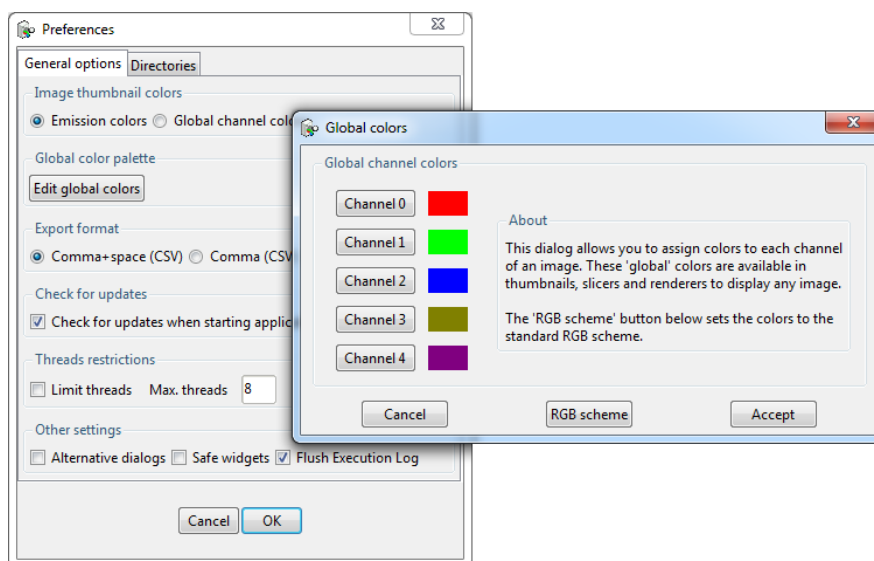 Preferences
General options Directories
Image thumbnail colors
Emission colors Global channel colo
Global color palette
Edit global colors
Export format
Comma+space (CSV) Comma (CSV
Check for updates
Check for updates when starting applic
Threads restrictions
Limit threads Max. threads 8
Other settings
Alternative dialogs Safe widgets Flush Execution Log
Cancel OK
Global colors
Global channel colors
Channel 0
Channel 1
Channel 2
Channel 3
Channel 4
About
This dialog allows you to assign colors to each channel
of an image. These 'global' colors are available in
thumbnails, slicers and renderers to display any image.
The 'RGB scheme' button below sets the colors to the
standard RGB scheme.
Cancel RGB scheme Accept